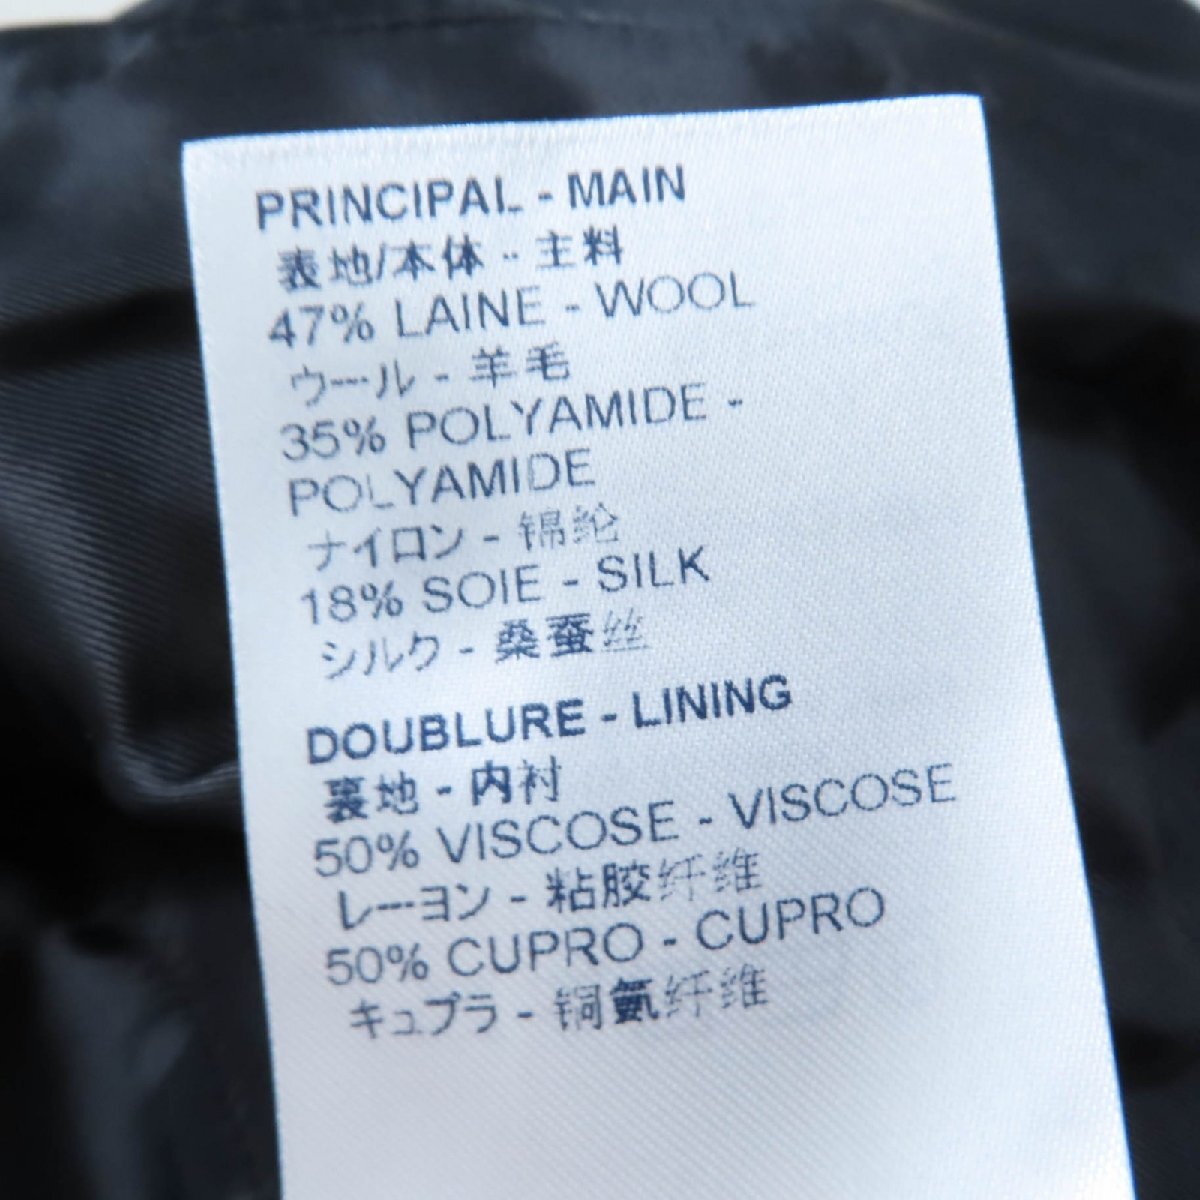 PRINCIPAL - MAIN
表地/本体 - 主料
47% LAINE - WOOL
ウール - 羊毛
35% POLYAMIDE -
POLYAMIDE
ナイロン - 锦纶
18% SOIE - SILK
シルク - 桑蚕丝
DOUBLURE - LINING
裏地 - 内衬
50% VISCOSE - VISCOSE
レーヨン - 粘胶纤维
50% CUPRO - CUPRO
キュプラ - 铜氨纤维